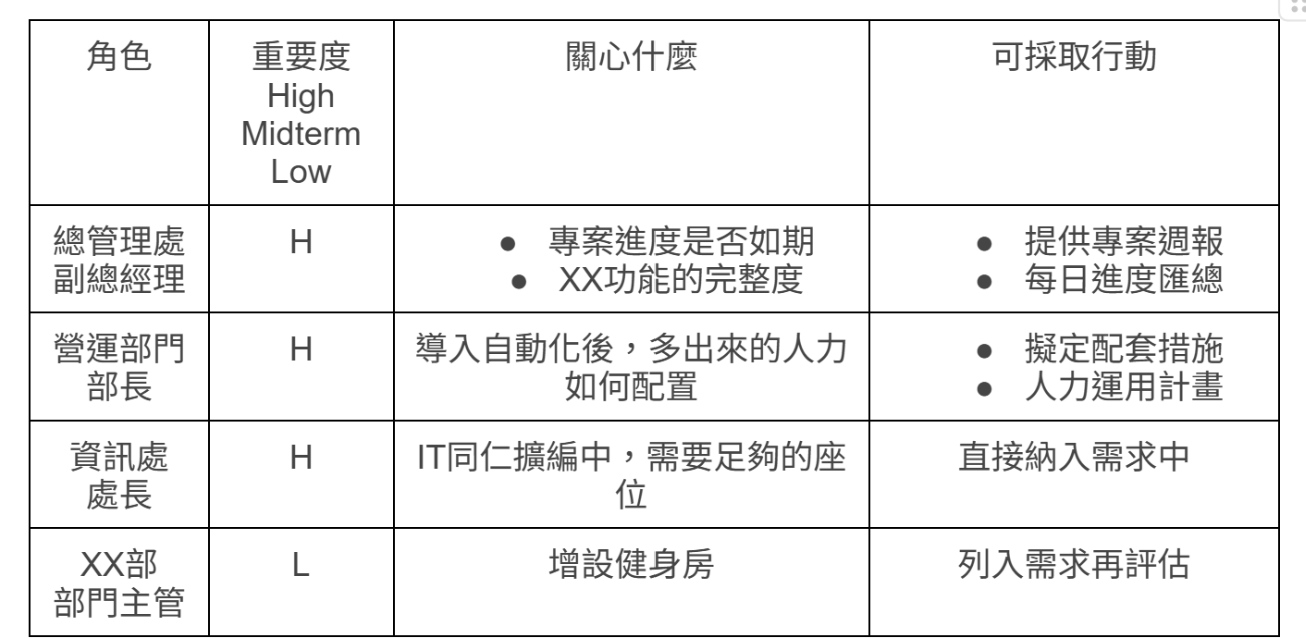 角色
重要度
High
Midterm
Low
關心什麼
可採取行動
總管理處
副總經理
H
● 專案進度是否如期
● XX功能的完整度
● 提供專案週報
● 每日進度匯總
營運部門
部長
H
導入自動化後，多出來的人力
如何配置
● 擬定配套措施
● 人力運用計畫
資訊處
處長
H
IT同仁擴編中，需要足夠的座
位
直接納入需求中
XX部
部門主管
L
增設健身房
列入需求再評估